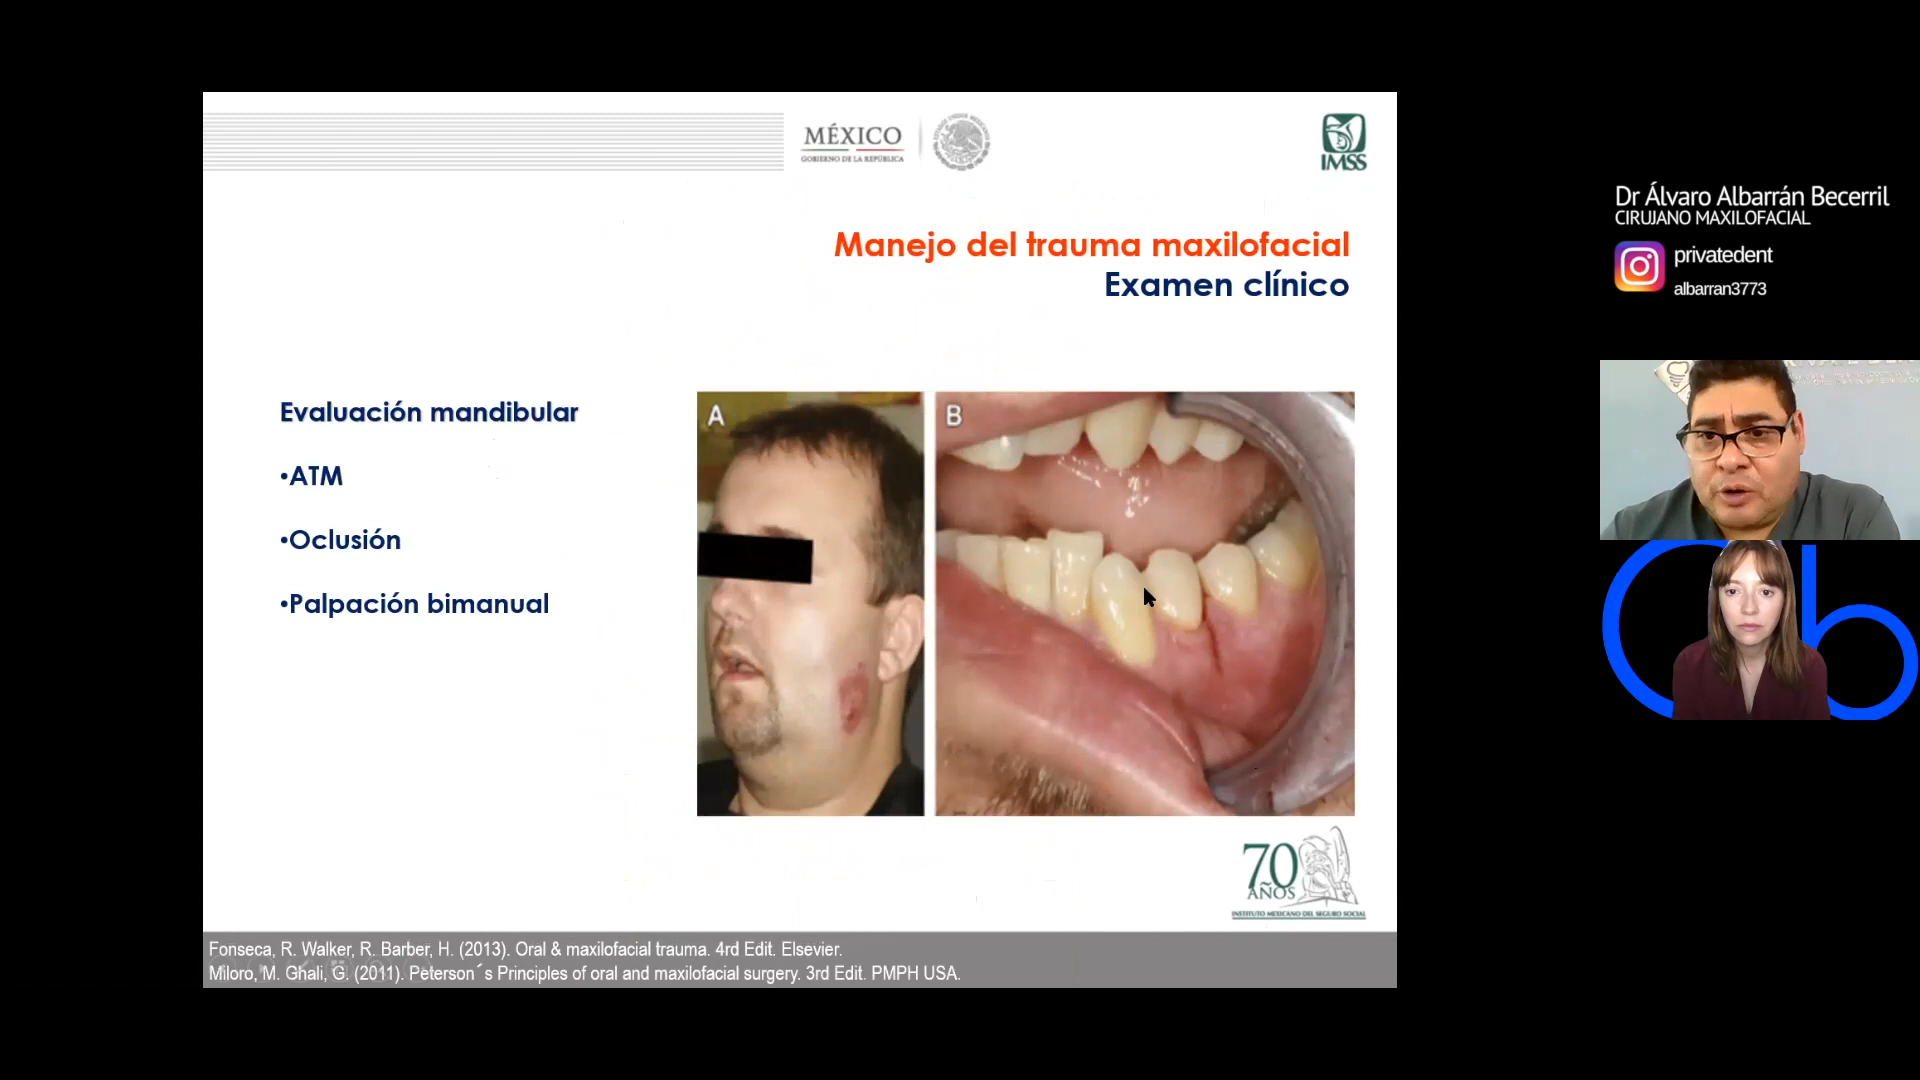 MÉXICO
GOBIERNO DE LA REPÚBLICA
IMSS
Manejo del trauma maxilofacial
Examen clínico
Evaluación mandibular
•ATM
•Oclusión
•Palpación bimanual
A
B
70
AÑOS
INSTITUTO MEXICANO DEL SEGURO SOCIAL
Fonseca, R. Walker, R. Barber, H. (2013). Oral & maxilofacial trauma. 4rd Edit. Elsevier.
Miloro, M. Ghali, G. (2011). Peterson´s Principles of oral and maxilofacial surgery. 3rd Edit. PMPH USA.
Dr Álvaro Albarrán Becerril
CIRUJANO MAXILOFACIAL
privatedent
albarran3773